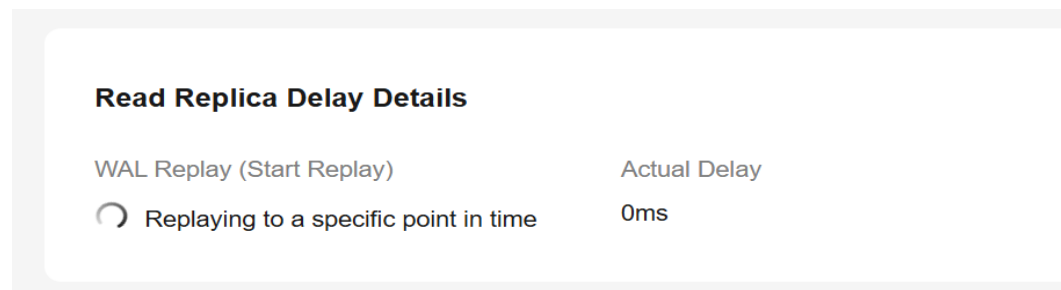 Read Replica Delay Details
WAL Replay (Start Replay)
Actual Delay
Replaying to a specific point in time
0ms